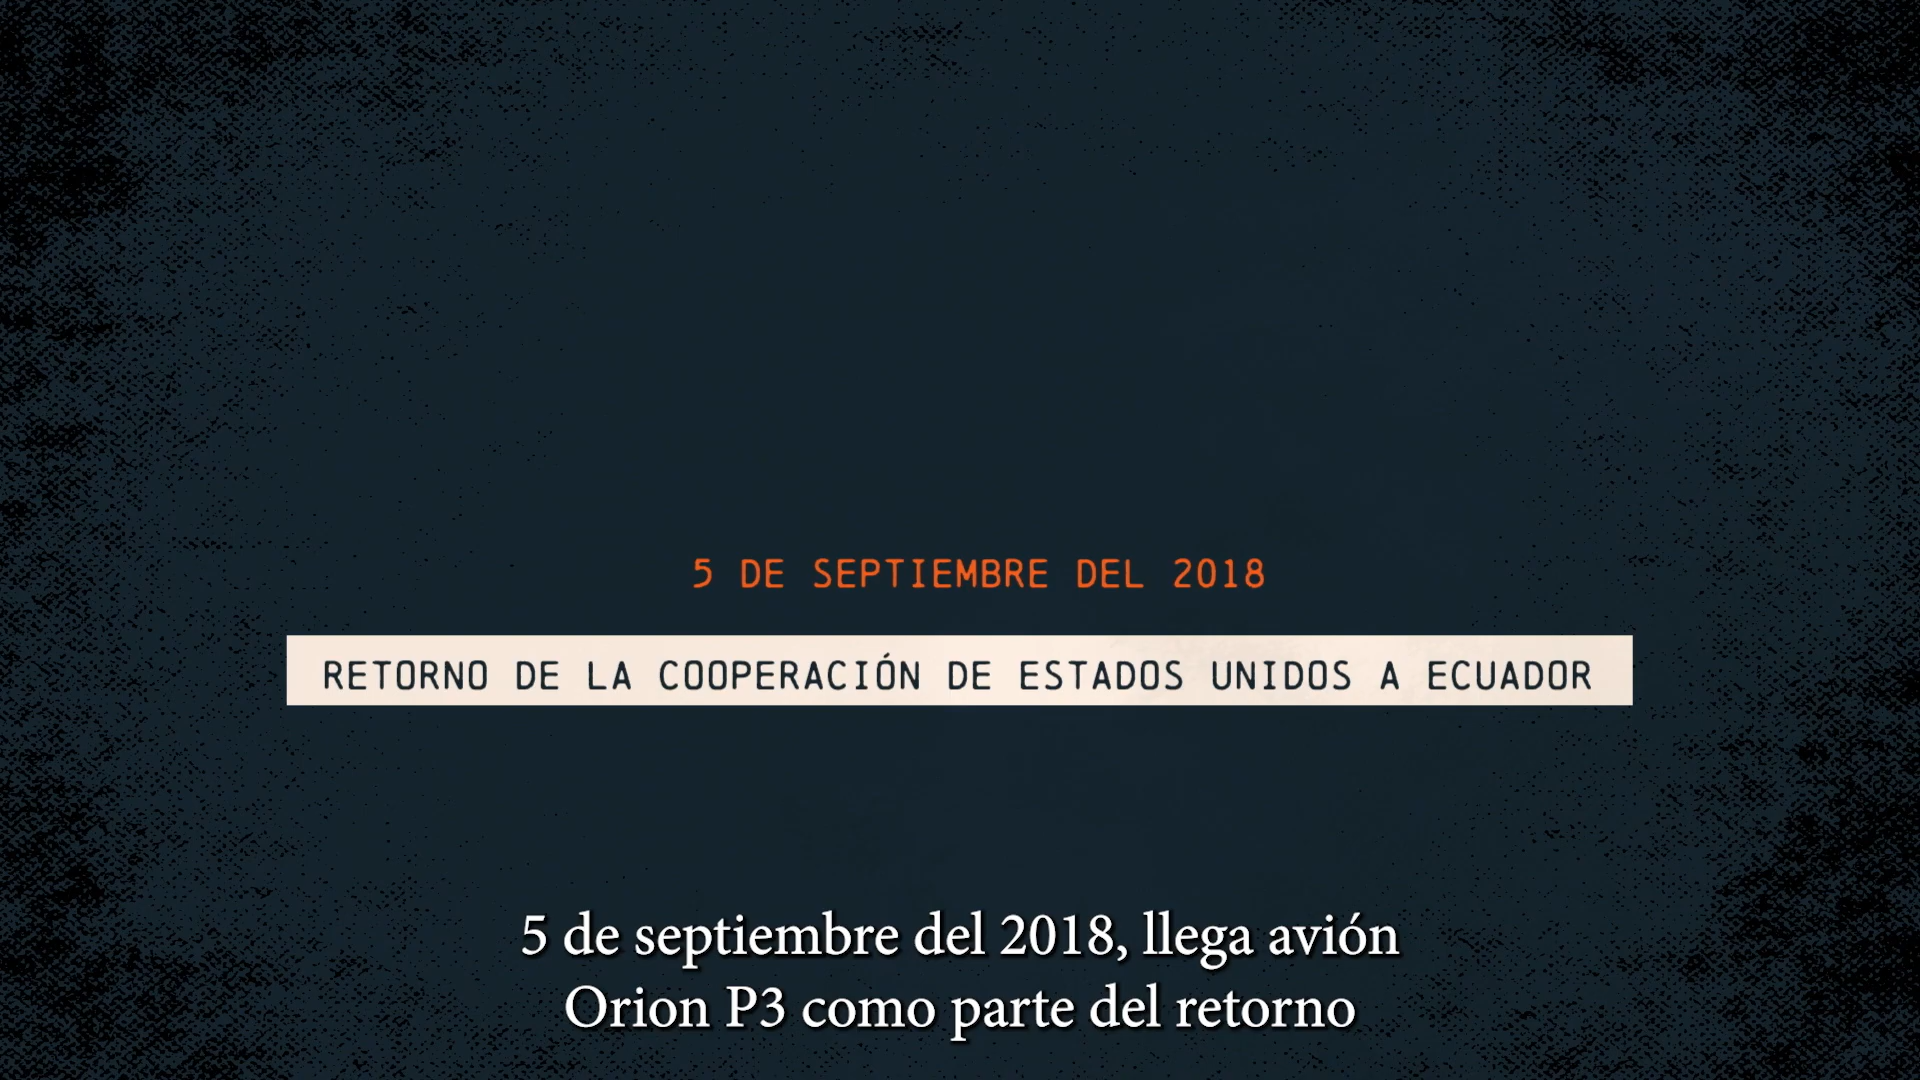 5 DE SEPTIEMBRE DEL 2018
RETORNO DE LA COOPERACIÓN DE ESTADOS UNIDOS A ECUADOR
5 de septiembre del 2018, llega avión
Orion P3 como parte del retorno